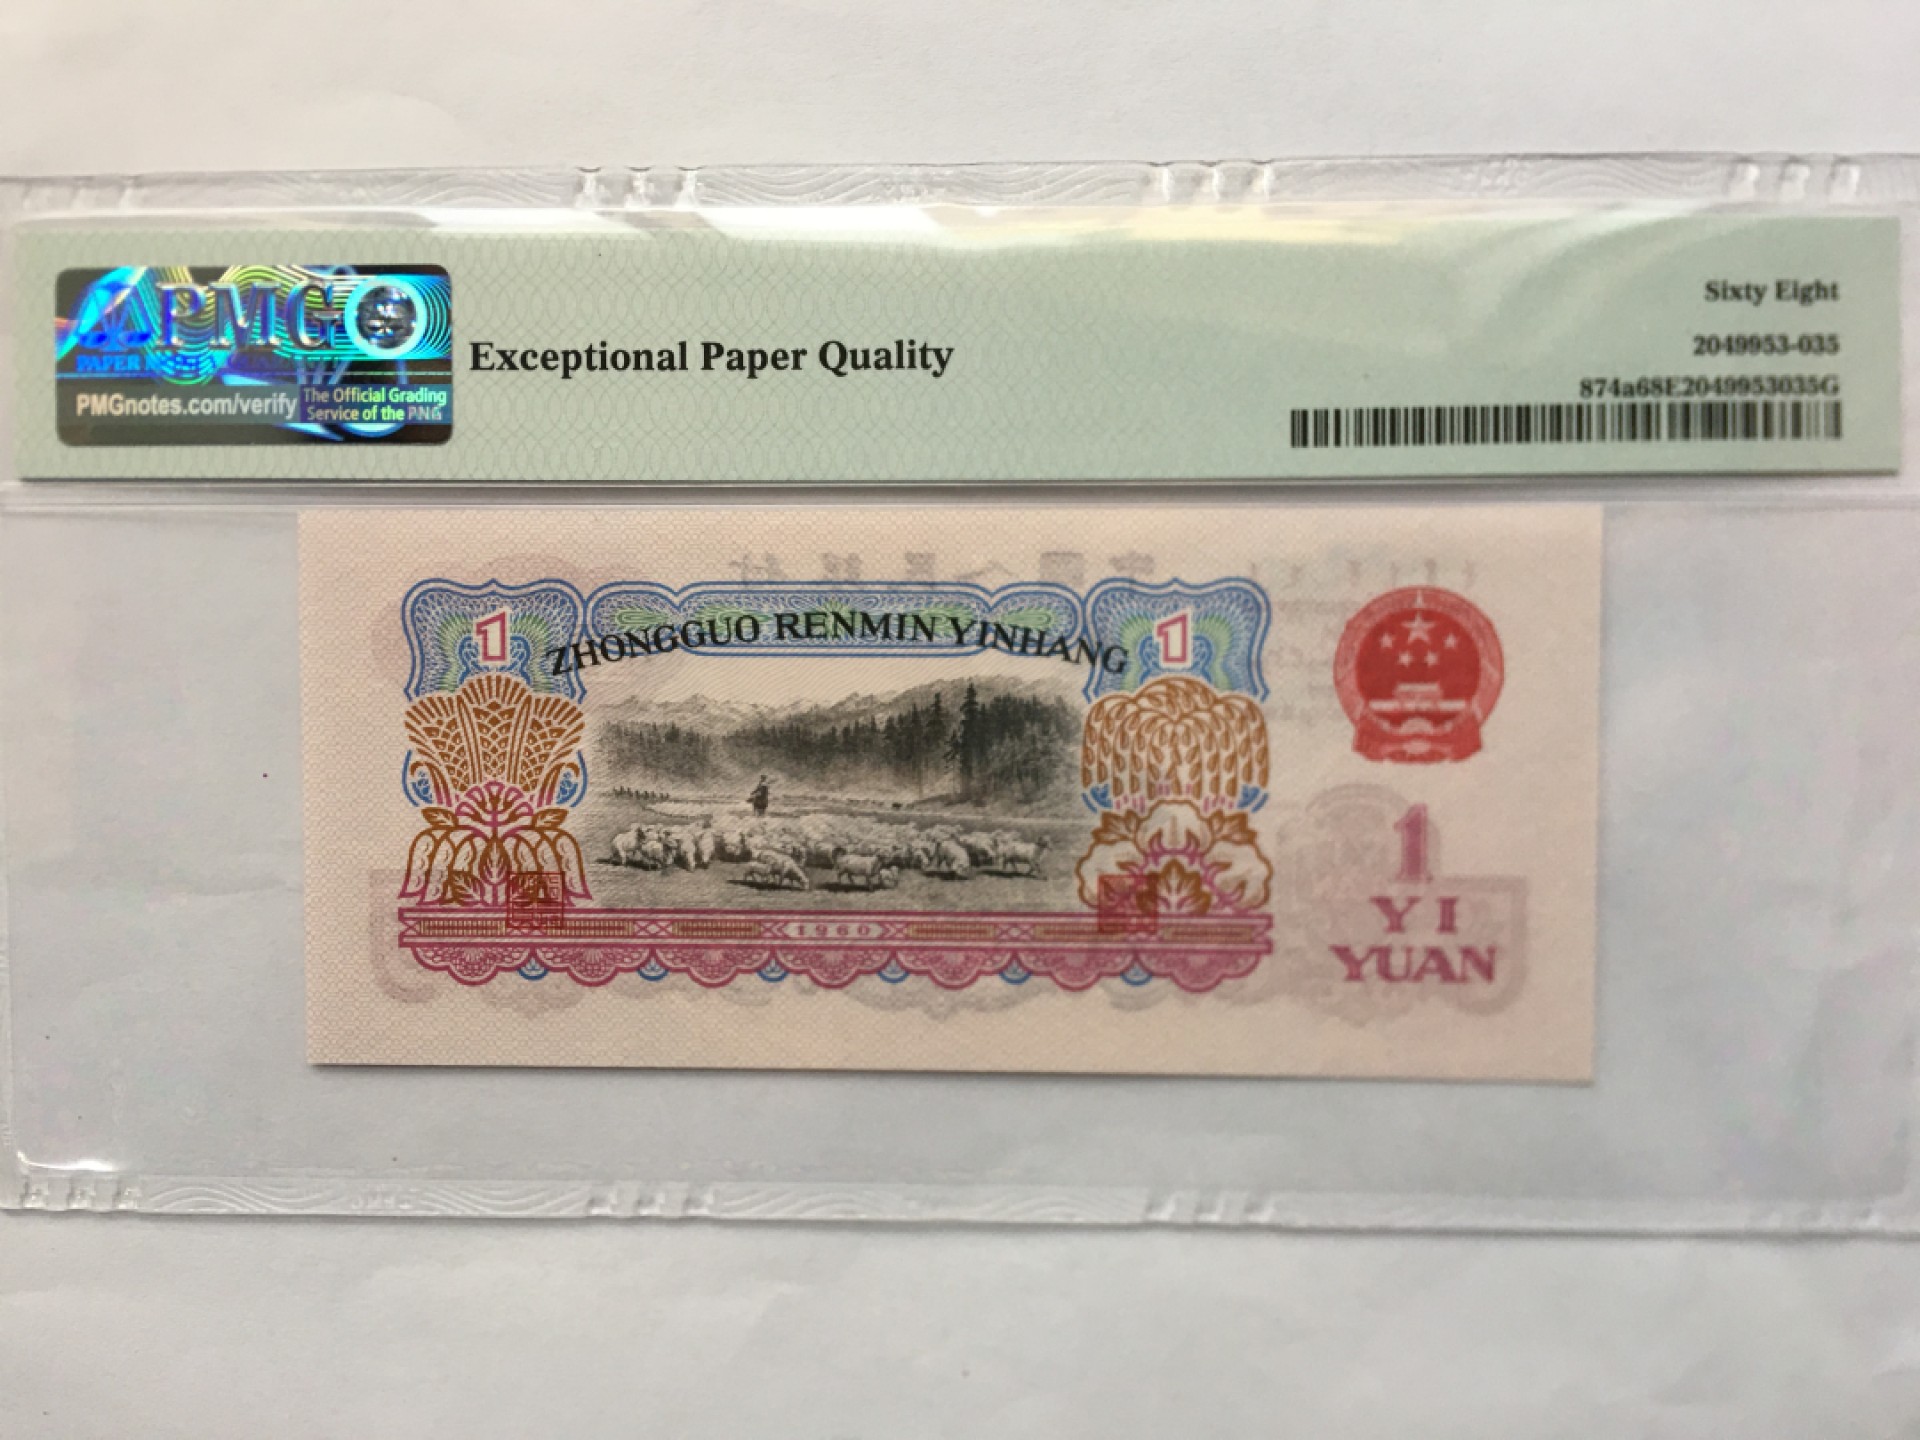 PMG
PAPER
PMGnotes.com/verify
The Official Grading
Service of the PNG
Exceptional Paper Quality
Sixty Eight
2049953-035
874a68E2049953035G
1
ZHONGGUO RENMIN YINHANG
1
1960
1
YI
YUAN